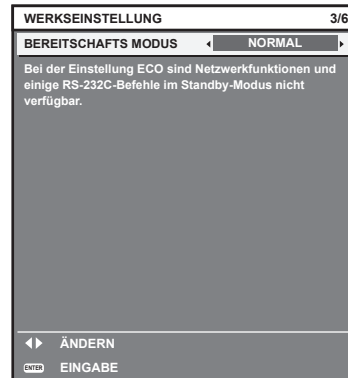 WERKSEINSTELLUNG 3/6
BEREITSCHAFTS MODUS NORMAL
Bei der Einstellung ECO sind Netzwerkfunktionen und
einige RS-232C-Befehle im Standby-Modus nicht
verfügbar.
ÄNDERN
ENTER EINGABE